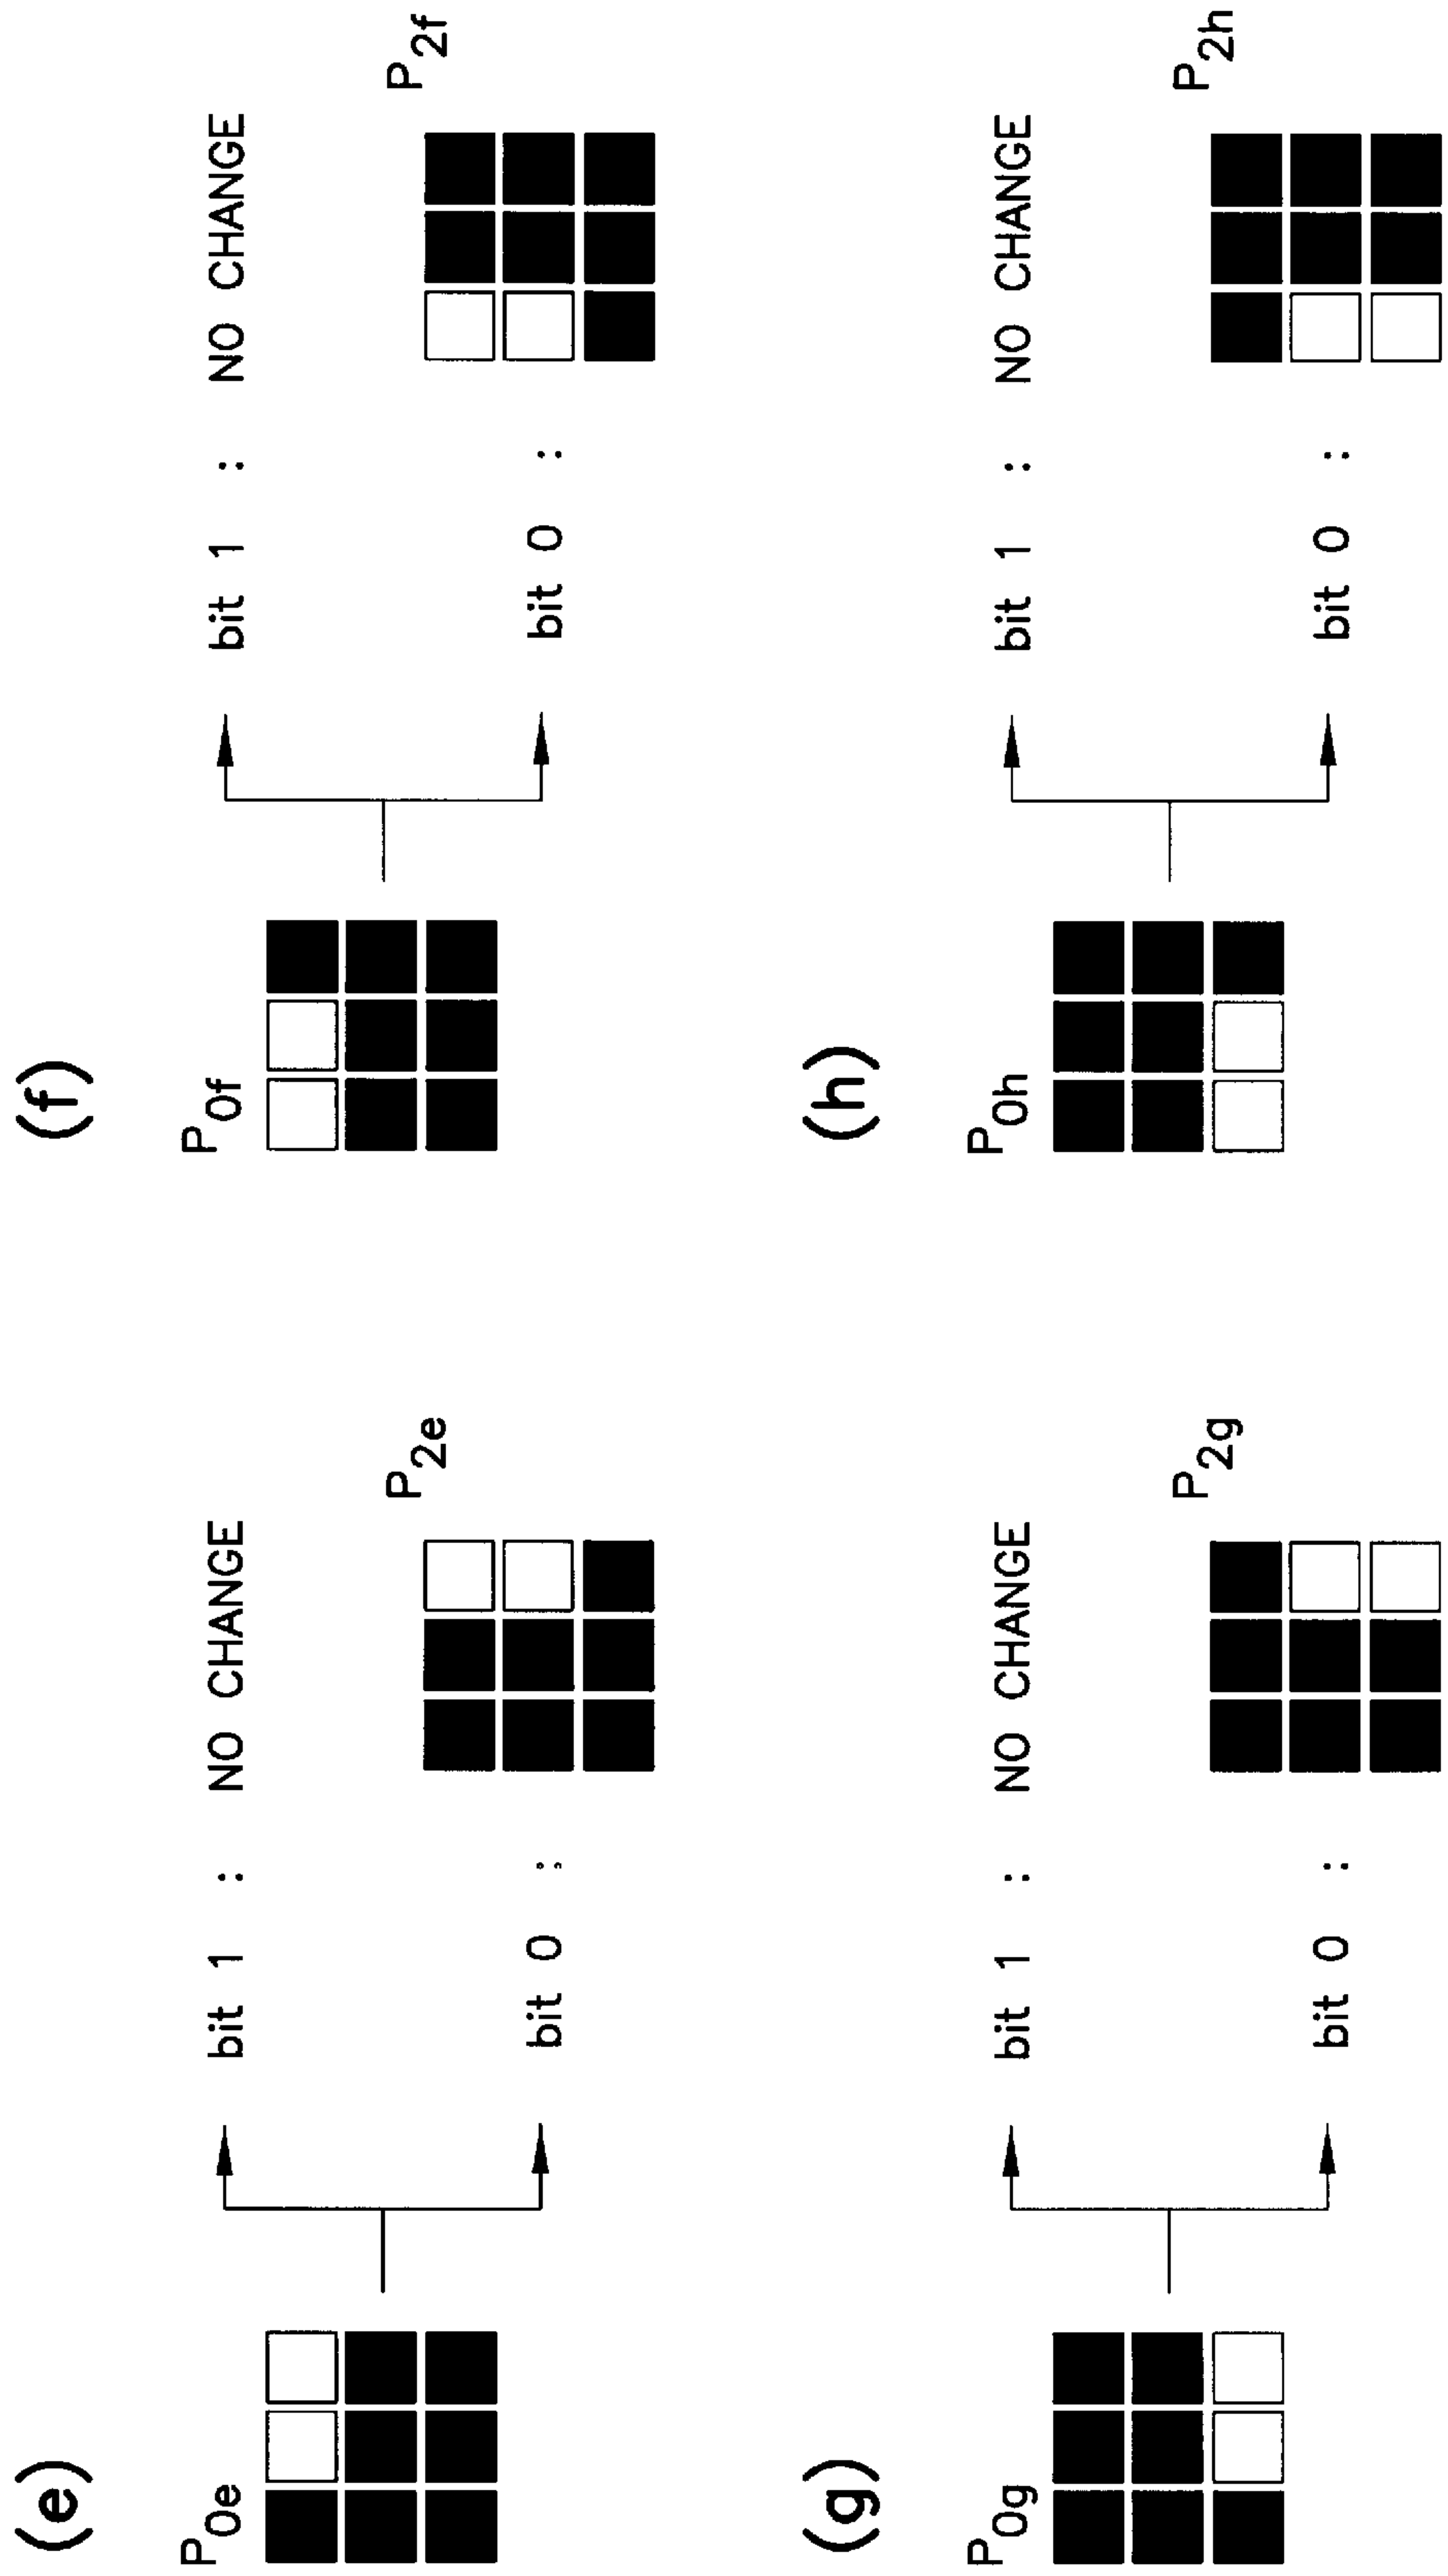 (e)
P0e
bit 1 : NO CHANGE
bit 0 :
P2e
(f)
P0f
bit 1 : NO CHANGE
bit 0 :
P2f
(g)
P0g
bit 1 : NO CHANGE
bit 0 :
P2g
(h)
P0h
bit 1 : NO CHANGE
bit 0 :
P2h